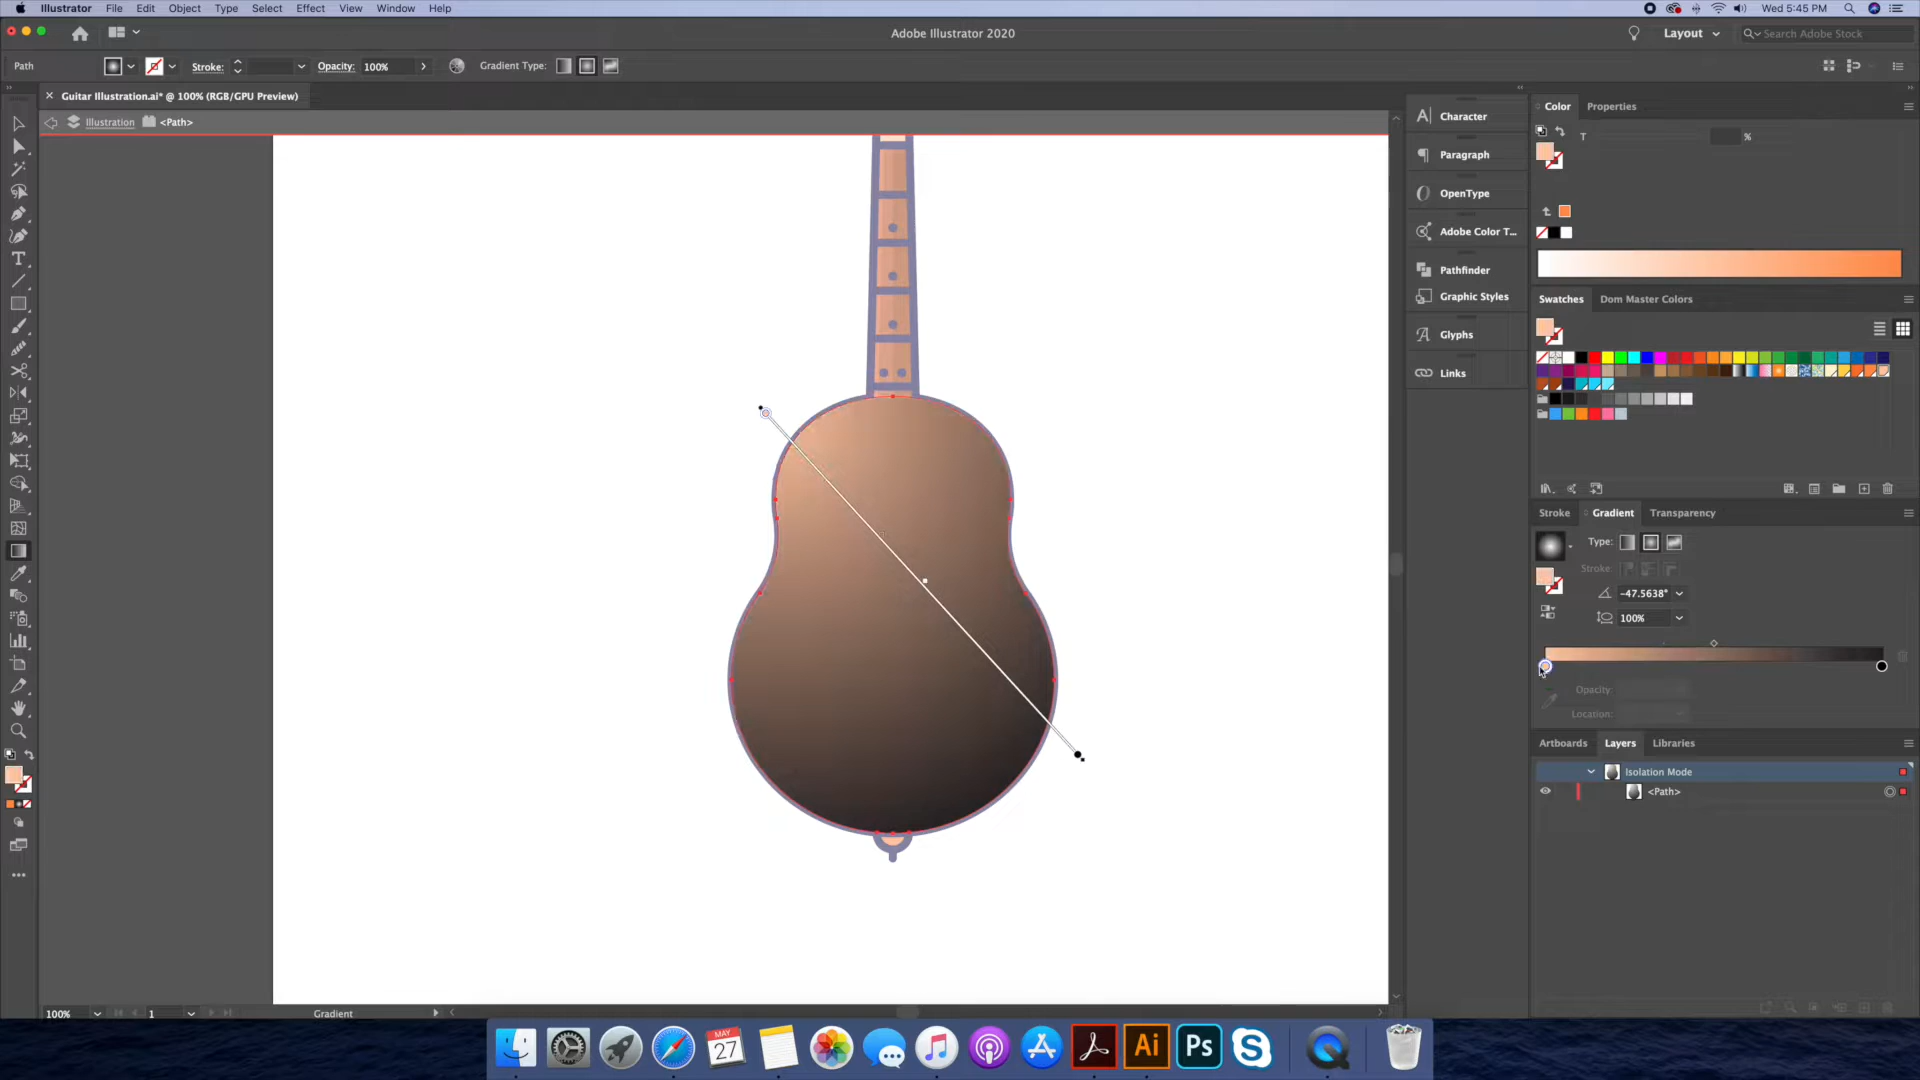 Illustrator File Edit Object Type Select Effect View Window Help Wed 5:45 PM
Adobe Illustrator 2020 Layout Search Adobe Stock
Path Stroke: Opacity: 100% Gradient Type:
× Guitar Illustration.ai* @ 100% (RGB/GPU Preview)
Illustration <Path>
Character
Paragraph
OpenType
Adobe Color T...
Pathfinder
Graphic Styles
Glyphs
Links
Color Properties
T %
Swatches Dom Master Colors
Stroke Gradient Transparency
Type:
Stroke:
-47.5638°
100%
Opacity:
Location:
Artboards Layers Libraries
Isolation Mode
<Path>
100% 1 Gradient
MAY
27
Ai
Ps